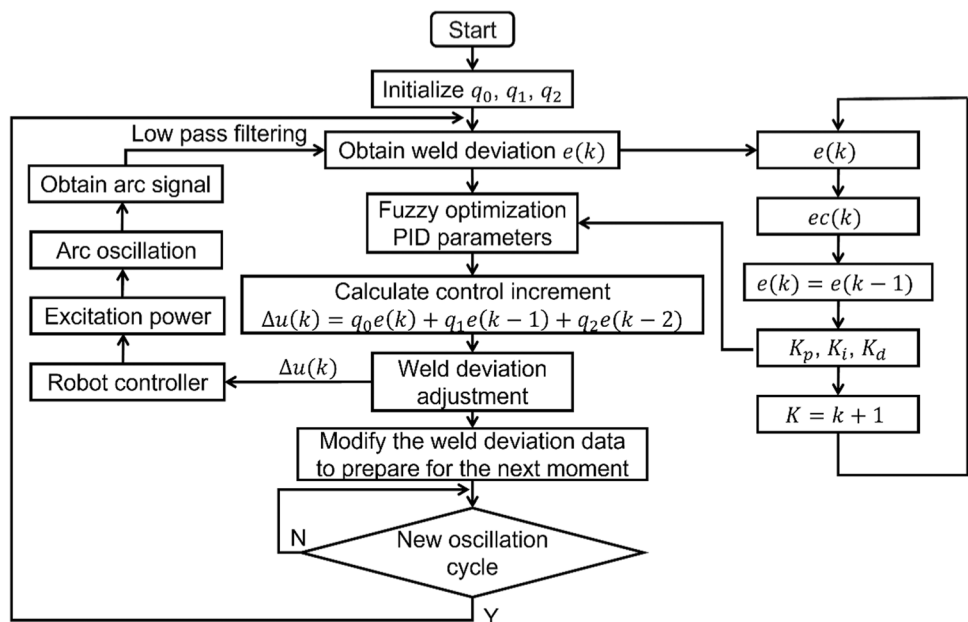 Start
Initialize q₀, q₁, q₂
Low pass filtering
Obtain weld deviation e(k)
e(k)
Obtain arc signal
Fuzzy optimization
PID parameters
ec(k)
Arc oscillation
e(k) = e(k − 1)
Calculate control increment
Δu(k) = q₀e(k) + q₁e(k − 1) + q₂e(k − 2)
Excitation power
Kₚ, Kᵢ, K_d
Robot controller
Δu(k)
Weld deviation
adjustment
K = k + 1
Modify the weld deviation data
to prepare for the next moment
N
New oscillation
cycle
Y